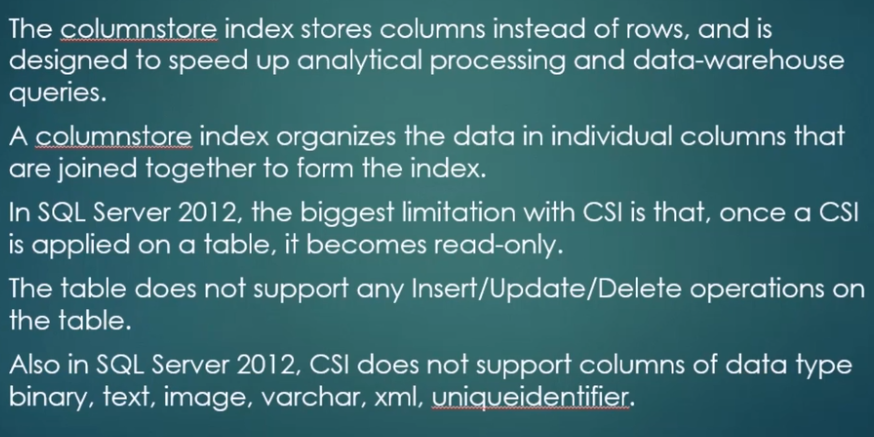 The columnstore index stores columns instead of rows, and is
designed to speed up analytical processing and data-warehouse
queries.
A columnstore index organizes the data in individual columns that
are joined together to form the index.
In SQL Server 2012, the biggest limitation with CSI is that, once a CSI
is applied on a table, it becomes read-only.
The table does not support any Insert/Update/Delete operations on
the table.
Also in SQL Server 2012, CSI does not support columns of data type
binary, text, image, varchar, xml, uniqueidentifier.